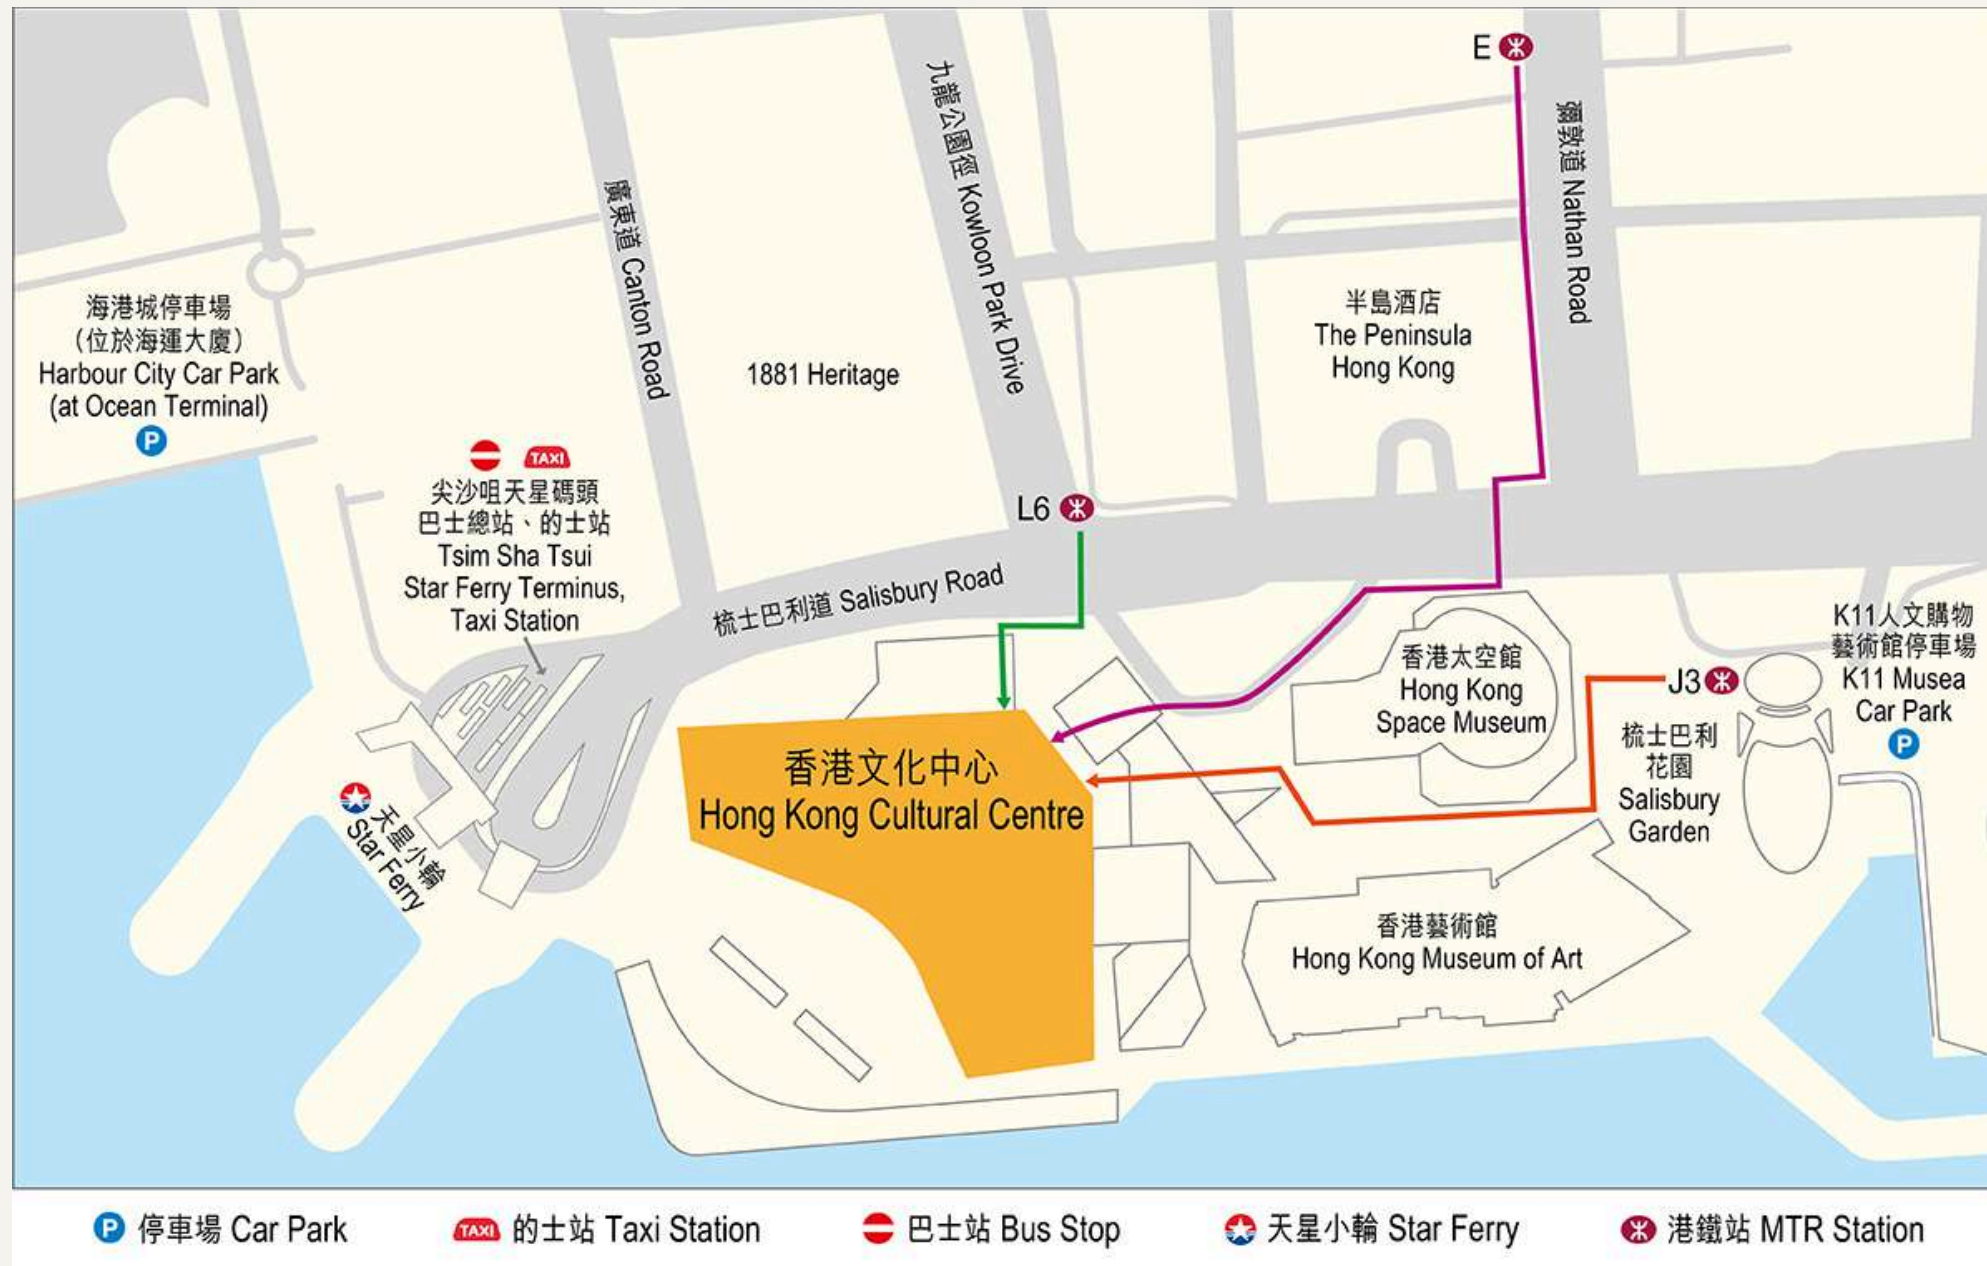 E
九龍公園徑 Kowloon Park Drive
彌敦道 Nathan Road
廣東道 Canton Road
海港城停車場
（位於海運大廈）
Harbour City Car Park
(at Ocean Terminal)
P
1881 Heritage
半島酒店
The Peninsula
Hong Kong
TAXI
尖沙咀天星碼頭
巴士總站、的士站
Tsim Sha Tsui
Star Ferry Terminus,
Taxi Station
L6
梳士巴利道 Salisbury Road
香港太空館
Hong Kong
Space Museum
J3
K11人文購物
藝術館停車場
K11 Musea
Car Park
P
梳士巴利
花園
Salisbury
Garden
香港文化中心
Hong Kong Cultural Centre
天星小輪
Star Ferry
香港藝術館
Hong Kong Museum of Art
P 停車場 Car Park
TAXI 的士站 Taxi Station
巴士站 Bus Stop
天星小輪 Star Ferry
港鐵站 MTR Station